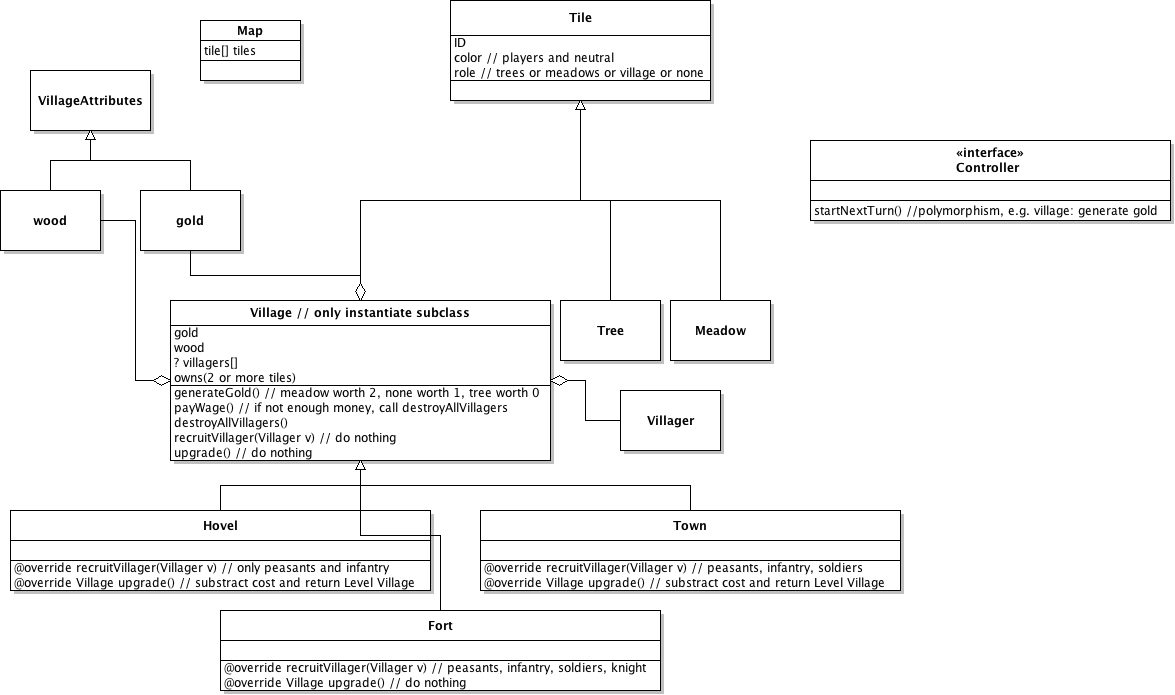 Tile
ID
color // players and neutral
role // trees or meadows or village or none
Map
tile[] tiles
VillageAttributes
«interface»
Controller
startNextTurn() //polymorphism, e.g. village: generate gold
wood
gold
Village // only instantiate subclass
gold
wood
? villagers[]
owns(2 or more tiles)
generateGold() // meadow worth 2, none worth 1, tree worth 0
payWage() // if not enough money, call destroyAllVillagers
destroyAllVillagers()
recruitVillager(Villager v) // do nothing
upgrade() // do nothing
Tree
Meadow
Villager
Hovel
@override recruitVillager(Villager v) // only peasants and infantry
@override Village upgrade() // substract cost and return Level Village
Town
@override recruitVillager(Villager v) // peasants, infantry, soldiers
@override Village upgrade() // substract cost and return Level Village
Fort
@override recruitVillager(Villager v) // peasants, infantry, soldiers, knight
@override Village upgrade() // do nothing